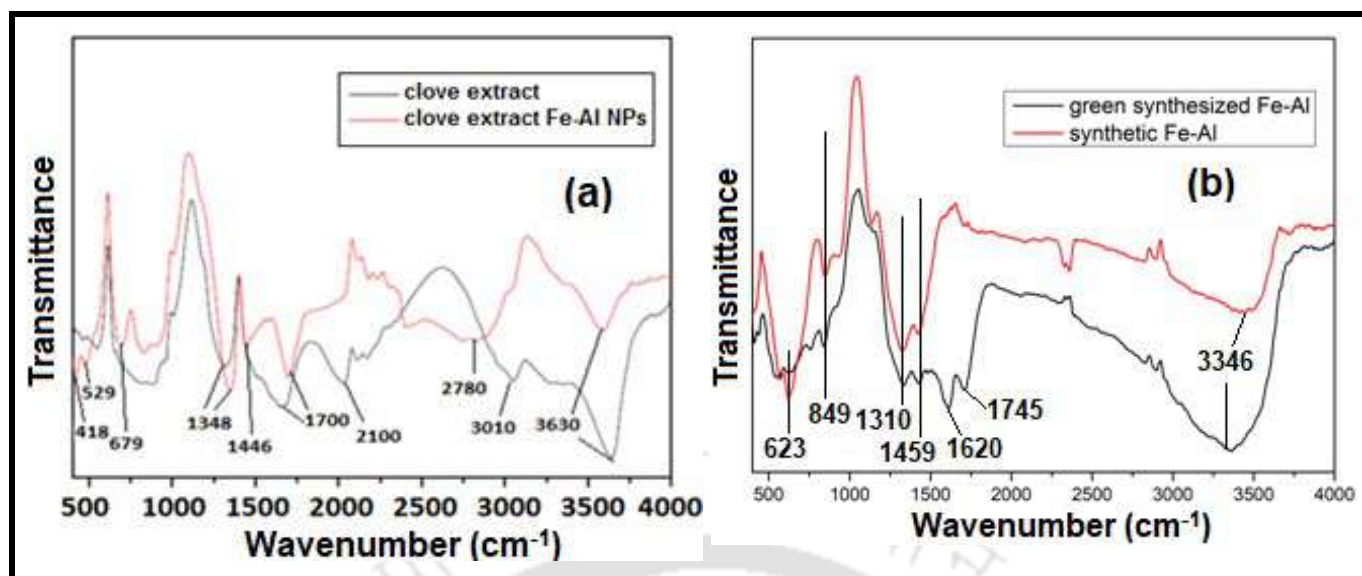 clove extract
clove extract Fe-Al NPs
(a)
Transmittance
418
529
679
1348
1446
1700
2100
2780
3010
3630
500 1000 1500 2000 2500 3000 3500 4000
Wavenumber (cm-1)
green synthesized Fe-Al
synthetic Fe-Al
(b)
Transmittance
623
849
1310
1459
1620
1745
3346
500 1000 1500 2000 2500 3000 3500 4000
Wavenumber (cm-1)